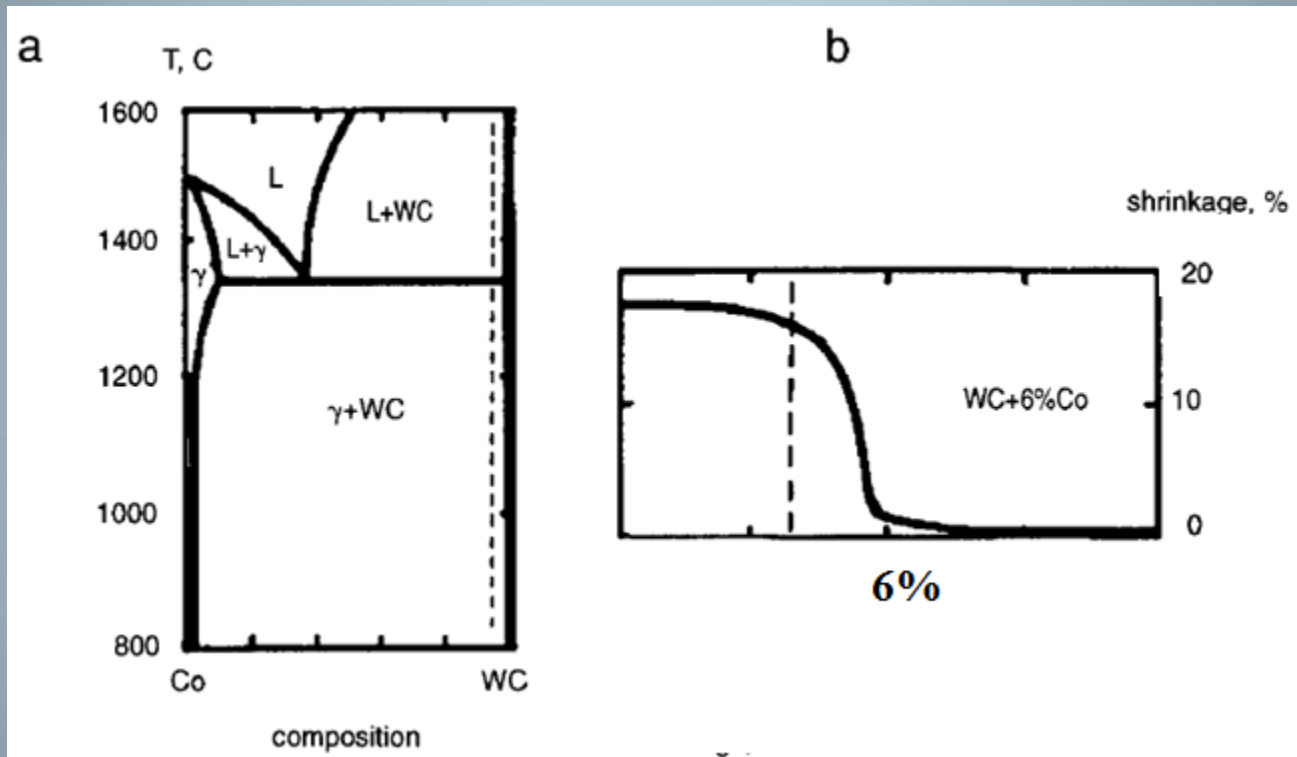 a
T, C
1600
1400
1200
1000
800
L
L+WC
L+γ
γ
γ+WC
Co
WC
composition
b
shrinkage, %
20
10
0
WC+6%Co
6%